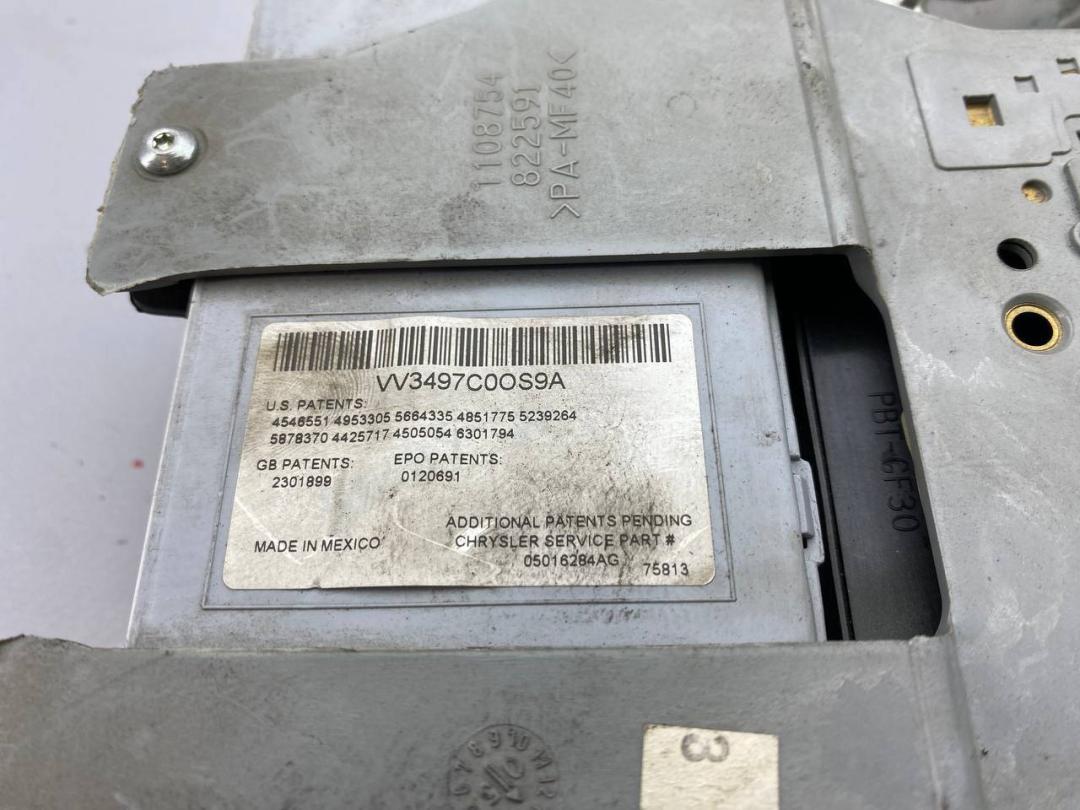 1108754
822591
>PA-MF40<
VV3497C0OS9A
U.S. PATENTS:
4546551 4953305 5664335 4851775 5239264
5878370 4425717 4505054 6301794
GB PATENTS: EPO PATENTS:
2301899 0120691
ADDITIONAL PATENTS PENDING
MADE IN MEXICO CHRYSLER SERVICE PART #
05016284AG 75813
PBT-GF30
3